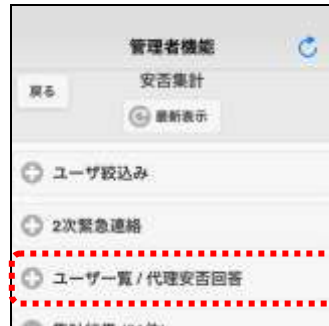 管理者機能
安否集計
戻る
最新表示
ユーザ絞込み
2次緊急連絡
ユーザ一覧 / 代理安否回答